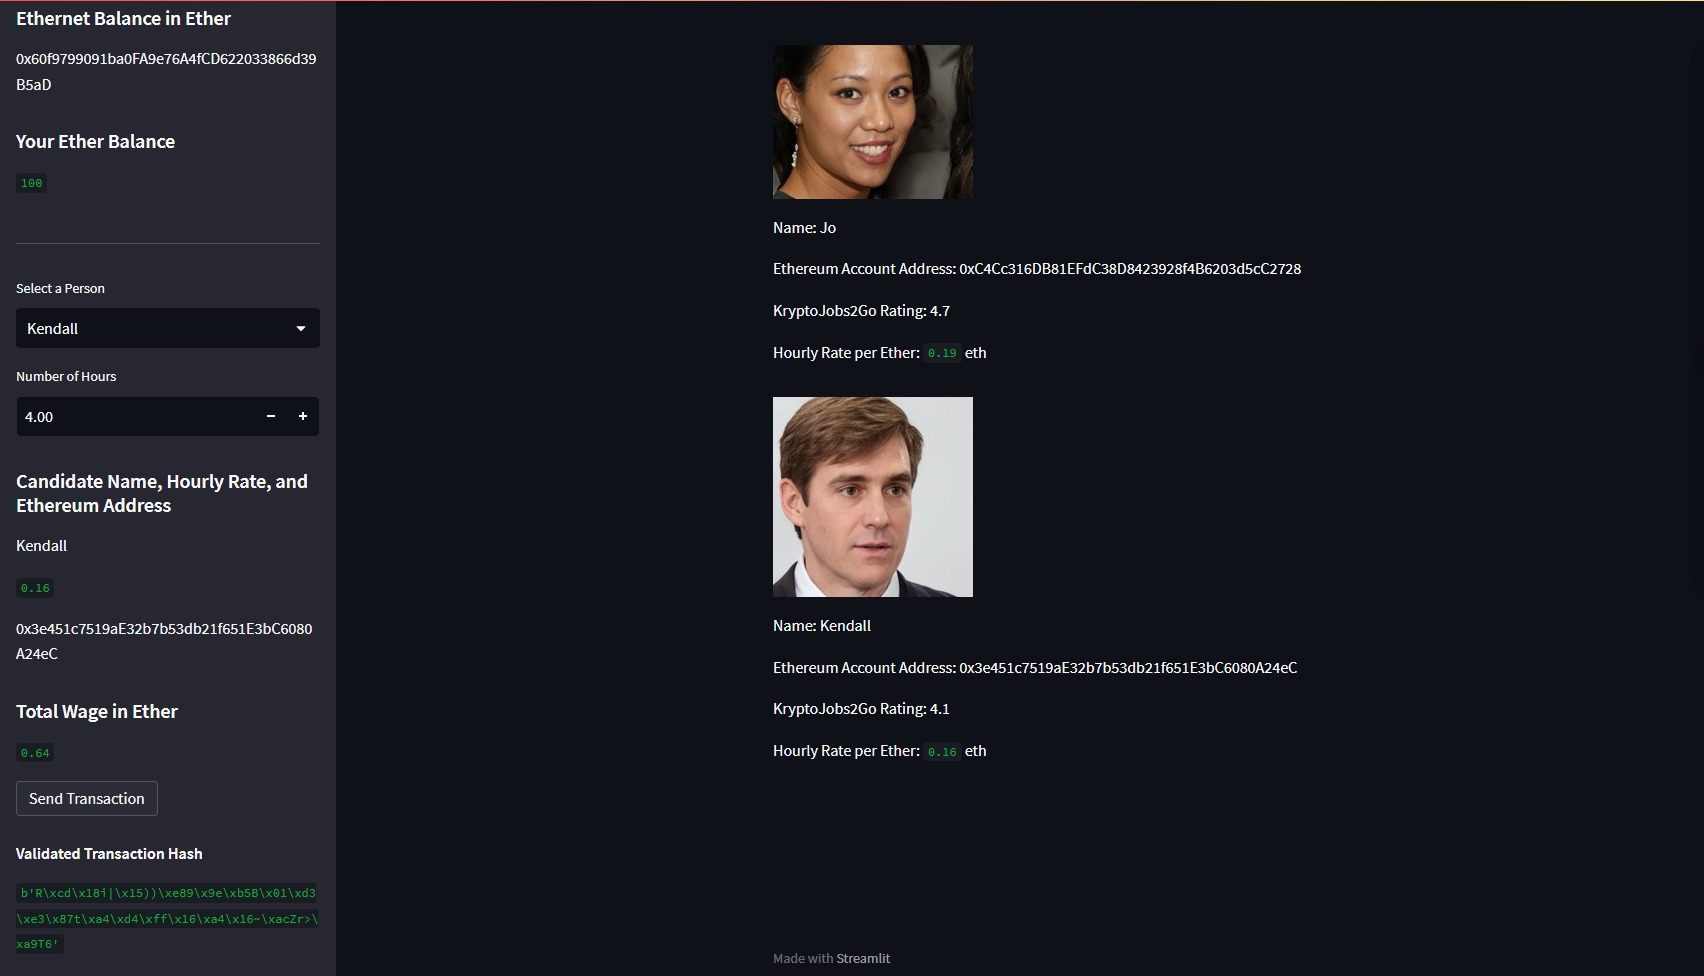 Ethernet Balance in Ether
0x60f9799091ba0FA9e76A4fCD622033866d39
B5aD
Your Ether Balance
100
Select a Person
Kendall
Number of Hours
4.00
Candidate Name, Hourly Rate, and
Ethereum Address
Kendall
0.16
0x3e451c7519aE32b7b53db21f651E3bC6080
A24eC
Total Wage in Ether
0.64
Send Transaction
Validated Transaction Hash
b'R\xcd\x18i|\x15))\xe89\x9e\xb5B\x01\xd3
\xe3\x87t\xa4\xd4\xff\x16\xa4\x16~\xacZr>\
xa9T6'
Name: Jo
Ethereum Account Address: 0xC4Cc316DB81EFdC38D8423928f4B6203d5cC2728
KryptoJobs2Go Rating: 4.7
Hourly Rate per Ether: 0.19 eth
Name: Kendall
Ethereum Account Address: 0x3e451c7519aE32b7b53db21f651E3bC6080A24eC
KryptoJobs2Go Rating: 4.1
Hourly Rate per Ether: 0.16 eth
Made with Streamlit